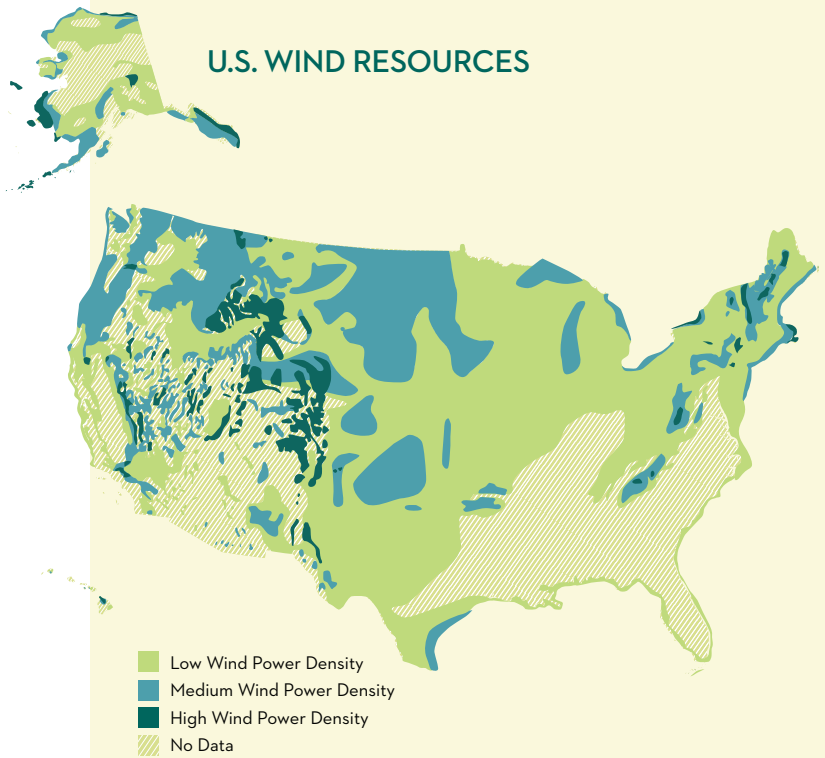 U.S. WIND RESOURCES
Low Wind Power Density
Medium Wind Power Density
High Wind Power Density
No Data